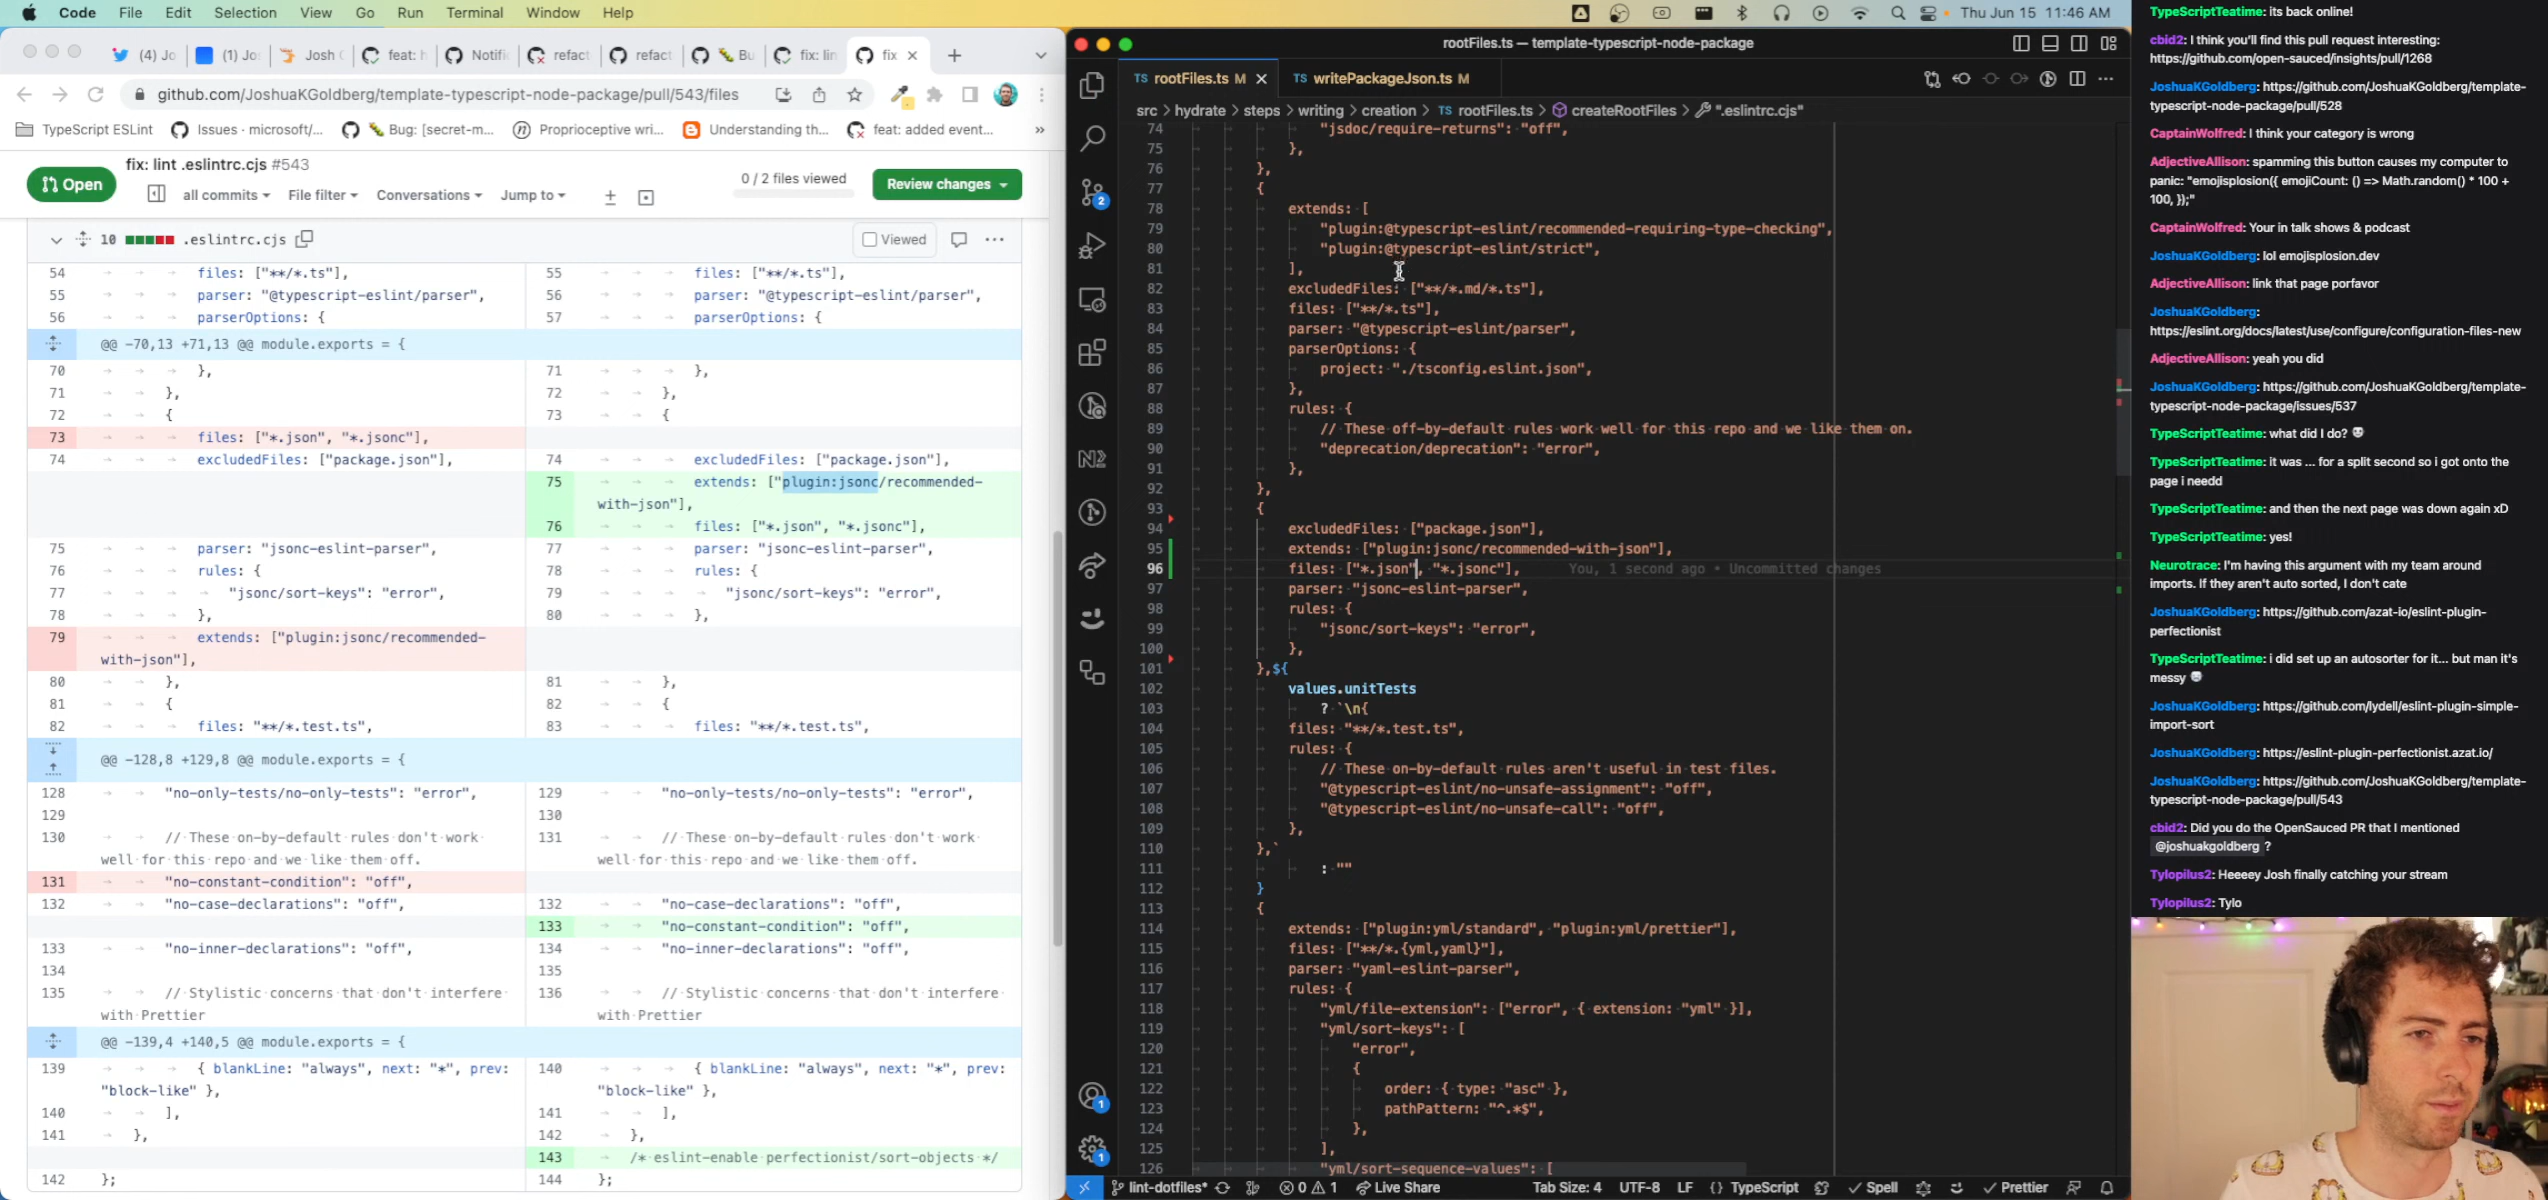 Code File Edit Selection View Go Run Terminal Window Help
Thu Jun 15 11:46 AM
(4) Jo
(1) Jo
Josh
feat: h
Notific
refact
refact
Bu
fix: lin
fix
github.com/JoshuaKGoldberg/template-typescript-node-package/pull/543/files
TypeScript ESLint
Issues · microsoft/...
Bug: [secret-m...
Proprioceptive wri...
Understanding th...
feat: added event...
»
Open
fix: lint .eslintrc.cjs #543
all commits
File filter
Conversations
Jump to
0 / 2 files viewed
Review changes
10 .eslintrc.cjs
Viewed
54 files: ["**/*.ts"], 55 files: ["**/*.ts"],
55 parser: "@typescript-eslint/parser", 56 parser: "@typescript-eslint/parser",
56 parserOptions: { 57 parserOptions: {
@@ -70,13 +71,13 @@ module.exports = {
70 }, 71 },
71 }, 72 },
72 { 73 {
73 files: ["*.json", "*.jsonc"],
74 excludedFiles: ["package.json"], 74 excludedFiles: ["package.json"],
75 extends: ["plugin:jsonc/recommended-
with-json"],
76 files: ["*.json", "*.jsonc"],
75 parser: "jsonc-eslint-parser", 77 parser: "jsonc-eslint-parser",
76 rules: { 78 rules: {
77 "jsonc/sort-keys": "error", 79 "jsonc/sort-keys": "error",
78 }, 80 },
79 extends: ["plugin:jsonc/recommended-
with-json"],
80 }, 81 },
81 { 82 {
82 files: "**/*.test.ts", 83 files: "**/*.test.ts",
@@ -128,8 +129,8 @@ module.exports = {
128 "no-only-tests/no-only-tests": "error", 129 "no-only-tests/no-only-tests": "error",
129 130
130 // These on-by-default rules don't work 131 // These on-by-default rules don't work
well for this repo and we like them off. well for this repo and we like them off.
131 "no-constant-condition": "off",
132 "no-case-declarations": "off", 132 "no-case-declarations": "off",
133 "no-constant-condition": "off",
133 "no-inner-declarations": "off", 134 "no-inner-declarations": "off",
134 135
135 // Stylistic concerns that don't interfere 136 // Stylistic concerns that don't interfere
with Prettier with Prettier
@@ -139,4 +140,5 @@ module.exports = {
139 { blankLine: "always", next: "*", prev: 140 { blankLine: "always", next: "*", prev:
"block-like" }, "block-like" },
140 ], 141 ],
141 }, 142 },
143 /* eslint-enable perfectionist/sort-objects */
142 }; 144 };
rootFiles.ts — template-typescript-node-package
TS rootFiles.ts M
TS writePackageJson.ts M
src > hydrate > steps > writing > creation > TS rootFiles.ts > createRootFiles > ".eslintrc.cjs"
74 "jsdoc/require-returns": "off",
75 },
76 },
77 {
78 extends: [
79 "plugin:@typescript-eslint/recommended-requiring-type-checking",
80 "plugin:@typescript-eslint/strict",
81 ],
82 excludedFiles: ["**/*.md/*.ts"],
83 files: ["**/*.ts"],
84 parser: "@typescript-eslint/parser",
85 parserOptions: {
86 project: "./tsconfig.eslint.json",
87 },
88 rules: {
89 // These off-by-default rules work well for this repo and we like them on.
90 "deprecation/deprecation": "error",
91 },
92 },
93 {
94 excludedFiles: ["package.json"],
95 extends: ["plugin:jsonc/recommended-with-json"],
96 files: ["*.json", "*.jsonc"], You, 1 second ago • Uncommitted changes
97 parser: "jsonc-eslint-parser",
98 rules: {
99 "jsonc/sort-keys": "error",
100 },
101 },${
102 values.unitTests
103 ? `\n{
104 files: "**/*.test.ts",
105 rules: {
106 // These on-by-default rules aren't useful in test files.
107 "@typescript-eslint/no-unsafe-assignment": "off",
108 "@typescript-eslint/no-unsafe-call": "off",
109 },
110 },`
111 : ""
112 }
113 {
114 extends: ["plugin:yml/standard", "plugin:yml/prettier"],
115 files: ["**/*.{yml,yaml}"],
116 parser: "yaml-eslint-parser",
117 rules: {
118 "yml/file-extension": ["error", { extension: "yml" }],
119 "yml/sort-keys": [
120 "error",
121 {
122 order: { type: "asc" },
123 pathPattern: "^.*$",
124 },
125 ],
126 "yml/sort-sequence-values": [
2
1
1
lint-dotfiles* 0 1 Live Share Tab Size: 4 UTF-8 LF {} TypeScript Spell Prettier
TypeScriptTeatime: its back online!
cbid2: I think you'll find this pull request interesting:
https://github.com/open-sauced/insights/pull/1268
JoshuaKGoldberg: https://github.com/JoshuaKGoldberg/template-
typescript-node-package/pull/528
CaptainWolfred: I think your category is wrong
AdjectiveAllison: spamming this button causes my computer to
panic: "emojisplosion({ emojiCount: () => Math.random() * 100 +
100, });"
CaptainWolfred: Your in talk shows & podcast
JoshuaKGoldberg: lol emojisplosion.dev
AdjectiveAllison: link that page porfavor
JoshuaKGoldberg:
https://eslint.org/docs/latest/use/configure/configuration-files-new
AdjectiveAllison: yeah you did
JoshuaKGoldberg: https://github.com/JoshuaKGoldberg/template-
typescript-node-package/issues/537
TypeScriptTeatime: what did I do?
TypeScriptTeatime: it was ... for a split second so i got onto the
page i needd
TypeScriptTeatime: and then the next page was down again xD
TypeScriptTeatime: yes!
Neurotrace: I'm having this argument with my team around
imports. If they aren't auto sorted, I don't cate
JoshuaKGoldberg: https://github.com/azat-io/eslint-plugin-
perfectionist
TypeScriptTeatime: i did set up an autosorter for it... but man it's
messy
JoshuaKGoldberg: https://github.com/lydell/eslint-plugin-simple-
import-sort
JoshuaKGoldberg: https://eslint-plugin-perfectionist.azat.io/
JoshuaKGoldberg: https://github.com/JoshuaKGoldberg/template-
typescript-node-package/pull/543
cbid2: Did you do the OpenSauced PR that I mentioned
@joshuakgoldberg ?
Tylopilus2: Heeeey Josh finally catching your stream
Tylopilus2: Tylo